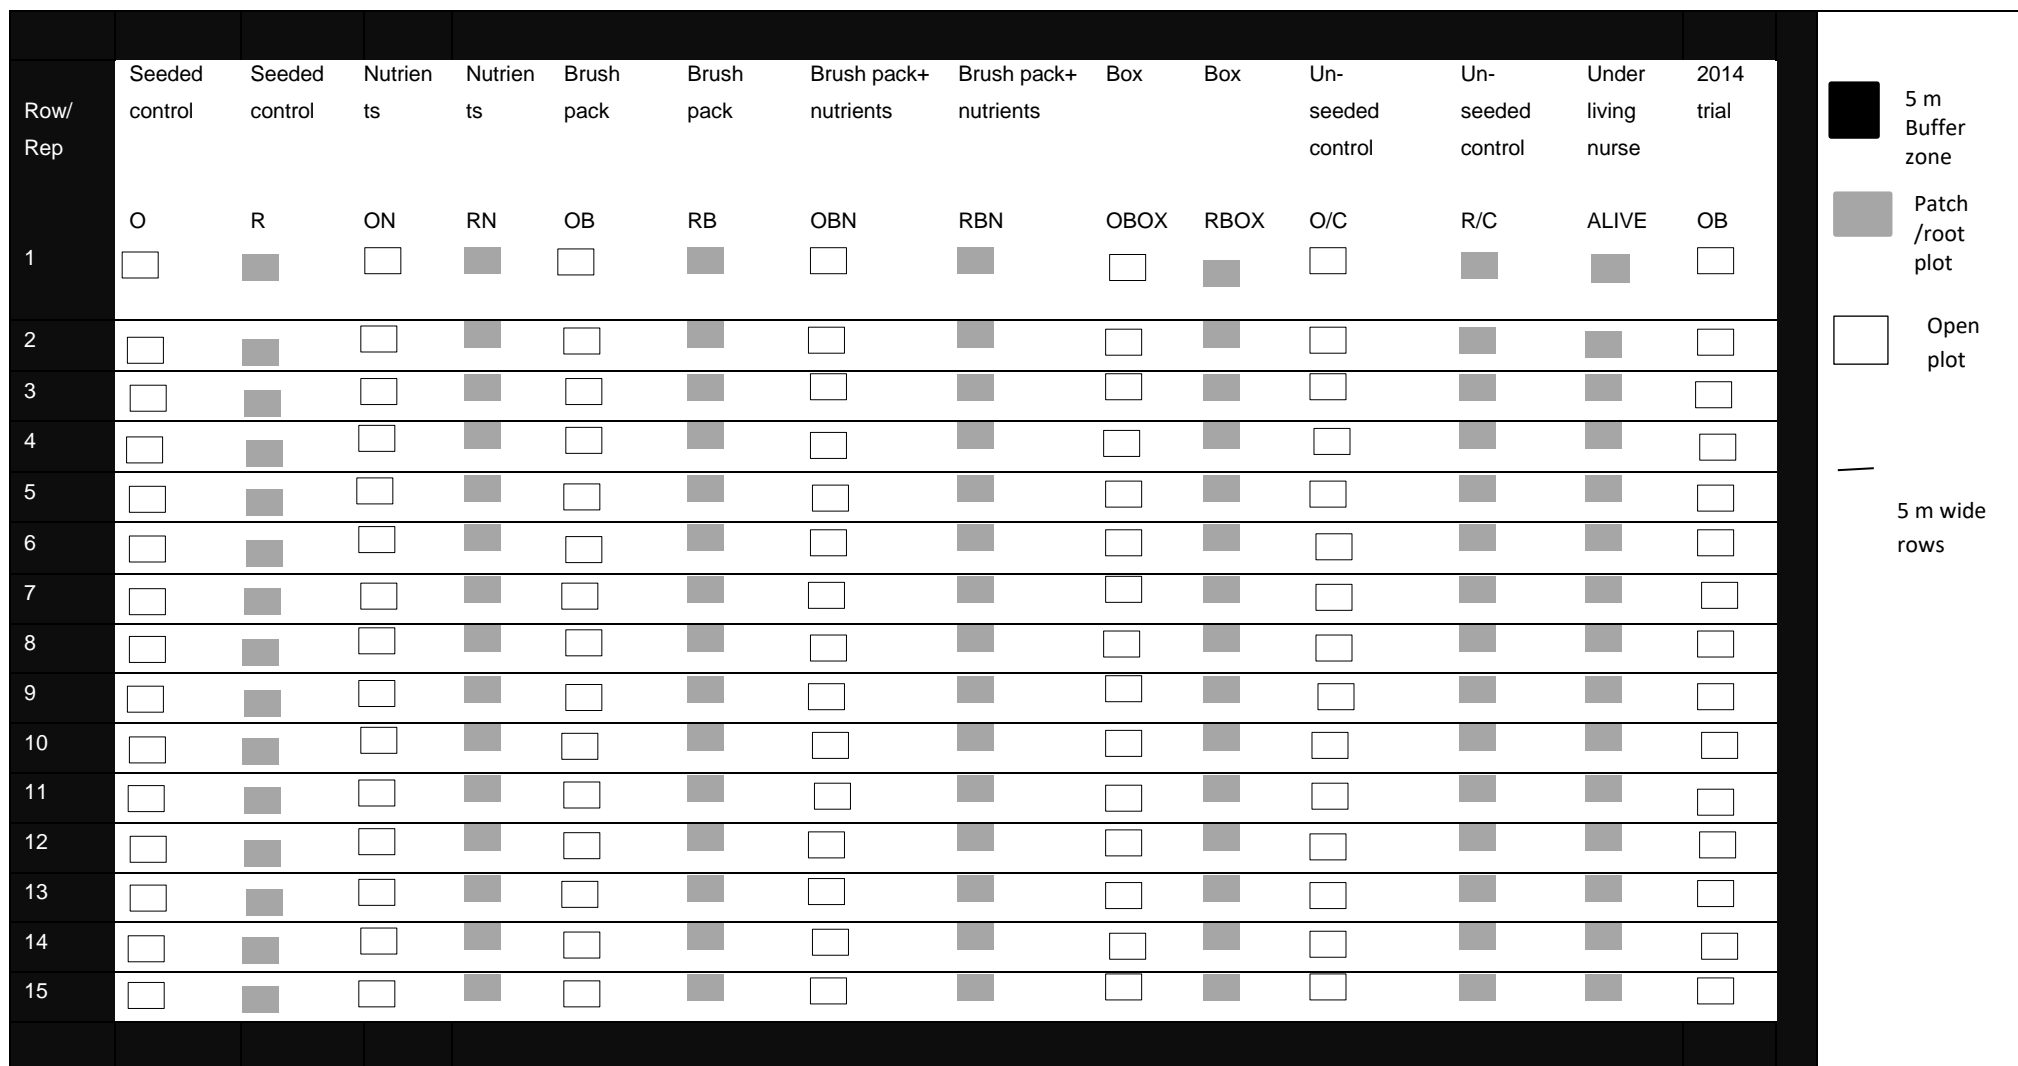 Seeded Seeded Nutrien Nutrien Brush Brush Brush pack+ Brush pack+ Box Box Un- Un- Under 2014
Row/ control control ts ts pack pack nutrients nutrients seeded seeded living trial
Rep control control nurse
O R ON RN OB RB OBN RBN OBOX RBOX O/C R/C ALIVE OB
1
2
3
4
5
6
7
8
9
10
11
12
13
14
15
5 m
Buffer
zone
Patch
/root
plot
Open
plot
5 m wide
rows